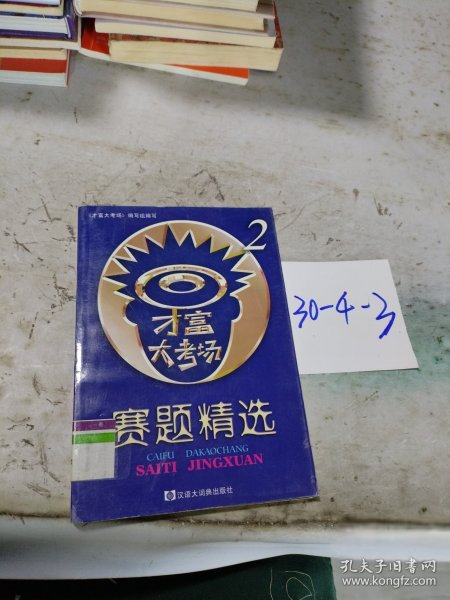 《才富大考场》编写组编写
2
才富
大考场
赛题精选
CAIFU DAKAOCHANG
SAITI JINGXUAN
汉语大词典出版社
30-4-3
孔夫子旧书网
www.kongfz.com